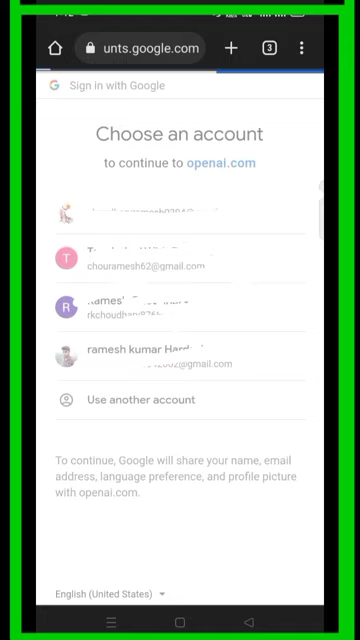 unts.google.com
3
G Sign in with Google
Choose an account
to continue to openai.com
T
chouramesh62@gmail.com
R
ramesh kumar
@gmail.com
Use another account
To continue, Google will share your name, email
address, language preference, and profile picture
with openai.com.
English (United States)